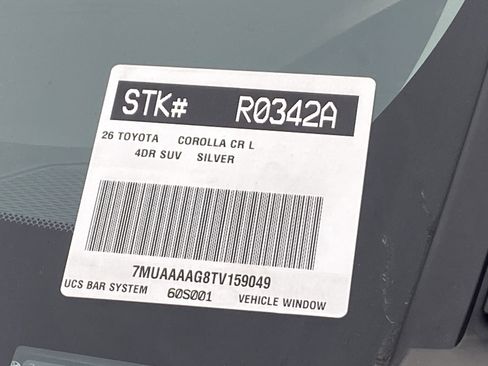 STK# R0342A
26 TOYOTA COROLLA CR L
4DR SUV SILVER
7MUAAAAG8TV159049
UCS BAR SYSTEM 60S001 VEHICLE WINDOW